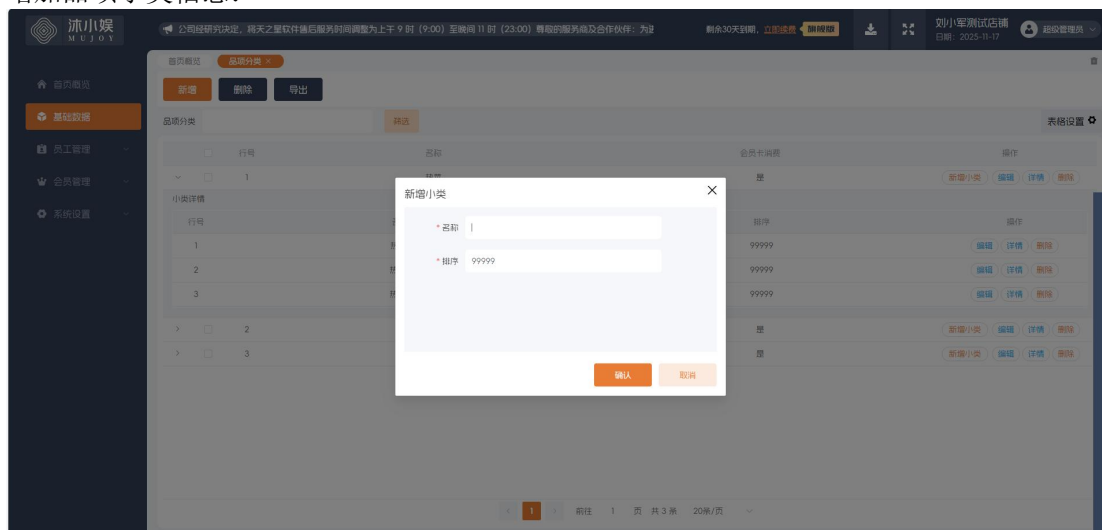 沐小娱
MUJOY
公司经研究决定，将天之星软件售后服务时间调整为上午 9 时（9:00）至晚间 11 时（23:00）尊敬的服务商及合作伙伴：为
剩余30天到期，立即续费
旗舰版
刘小军测试店铺
日期：2025-11-17
超级管理员
首页概览
基础数据
员工管理
会员管理
系统设置
首页概览 品项分类 ×
新增 删除 导出
品项分类
筛选
表格设置
行号 名称 会员卡消费 操作
1 是 新增小类 编辑 详情 删除
小类详情
行号 排序 操作
1 99999 编辑 详情 删除
2 99999 编辑 详情 删除
3 99999 编辑 详情 删除
2 是 新增小类 编辑 详情 删除
3 是 新增小类 编辑 详情 删除
新增小类
* 名称
* 排序 99999
确认 取消
1 前往 1 页 共 3 条 20条/页